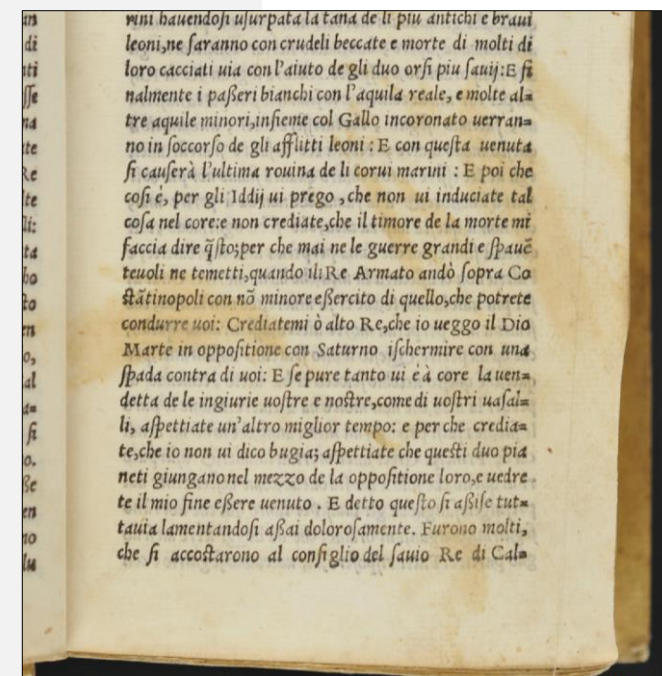 rini hauendosi usurpata la tana de li piu antichi e braui
leoni, ne saranno con crudeli beccate e morte di molti di
loro cacciati uia con l'aiuto de gli duo orsi piu sauij: E fi
nalmente i passeri bianchi con l'aquila reale, e molte al=
tre aquile minori, insieme col Gallo incoronato uerran=
no in soccorso de gli afflitti leoni : E con questa uenuta
si causerà l'ultima rouina de li corui marini : E poi che
cosi é, per gli Iddij ui prego , che non ui induciate tal
cosa nel core: e non crediate, che il timore de la morte mi
faccia dire q̃sto; per che mai ne le guerre grandi e spauẽ
teuoli ne temetti, quando il Re Armato andò sopra Co
stãtinopoli con nõ minore essercito di quello, che potrete
condurre uoi: Crediatemi ò alto Re, che io ueggo il Dio
Marte in oppositione con Saturno ischermire con una
spada contra di uoi: E se pure tanto ui é à core la uen=
detta de le ingiurie uostre e nostre, come di uostri uasal=
li, aspettiate un'altro miglior tempo: e per che credia=
te, che io non ui dico bugia; aspettiate che questi duo pia
neti giungano nel mezzo de la oppositione loro, e uedre
te il mio fine essere uenuto . E detto questo si assise tut=
tauia lamentandosi assai dolorosamente. Furono molti,
che si accostarono al consiglio del sauio Re di Cal=